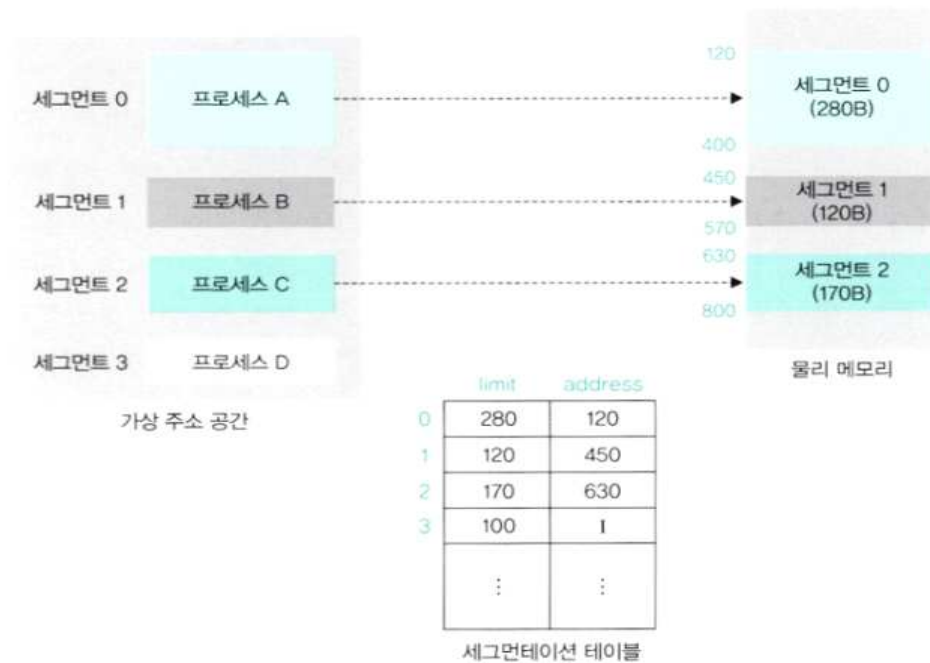 120
세그먼트 0 프로세스 A 세그먼트 0
(280B)
400
450
세그먼트 1 프로세스 B 세그먼트 1
(120B)
570
630
세그먼트 2 프로세스 C 세그먼트 2
(170B)
800
세그먼트 3 프로세스 D
물리 메모리
가상 주소 공간
limit address
0 280 120
1 120 450
2 170 630
3 100 I
⋮ ⋮
세그먼테이션 테이블